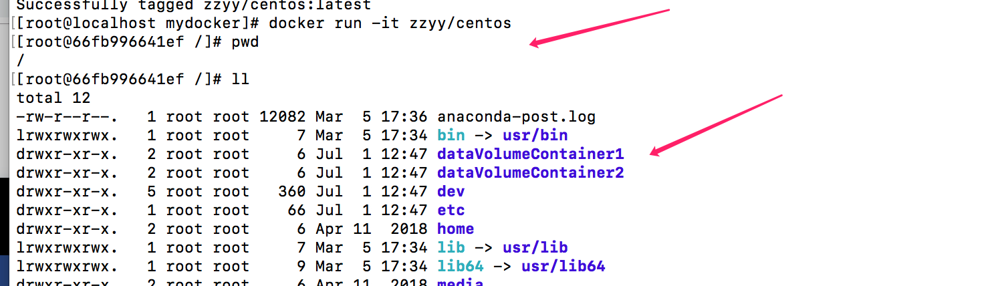 Successfully tagged zzyy/centos:latest
[[root@localhost mydocker]# docker run -it zzyy/centos
[[root@66fb996641ef /]# pwd
/
[[root@66fb996641ef /]# ll
total 12
-rw-r--r--.   1 root root 12082 Mar  5 17:36 anaconda-post.log
lrwxrwxrwx.   1 root root     7 Mar  5 17:34 bin -> usr/bin
drwxr-xr-x.   2 root root     6 Jul  1 12:47 dataVolumeContainer1
drwxr-xr-x.   2 root root     6 Jul  1 12:47 dataVolumeContainer2
drwxr-xr-x.   5 root root   360 Jul  1 12:47 dev
drwxr-xr-x.   1 root root    66 Jul  1 12:47 etc
drwxr-xr-x.   2 root root     6 Apr 11  2018 home
lrwxrwxrwx.   1 root root     7 Mar  5 17:34 lib -> usr/lib
lrwxrwxrwx.   1 root root     9 Mar  5 17:34 lib64 -> usr/lib64
drwxr-xr-x.   2 root root     6 Apr 11  2018 media